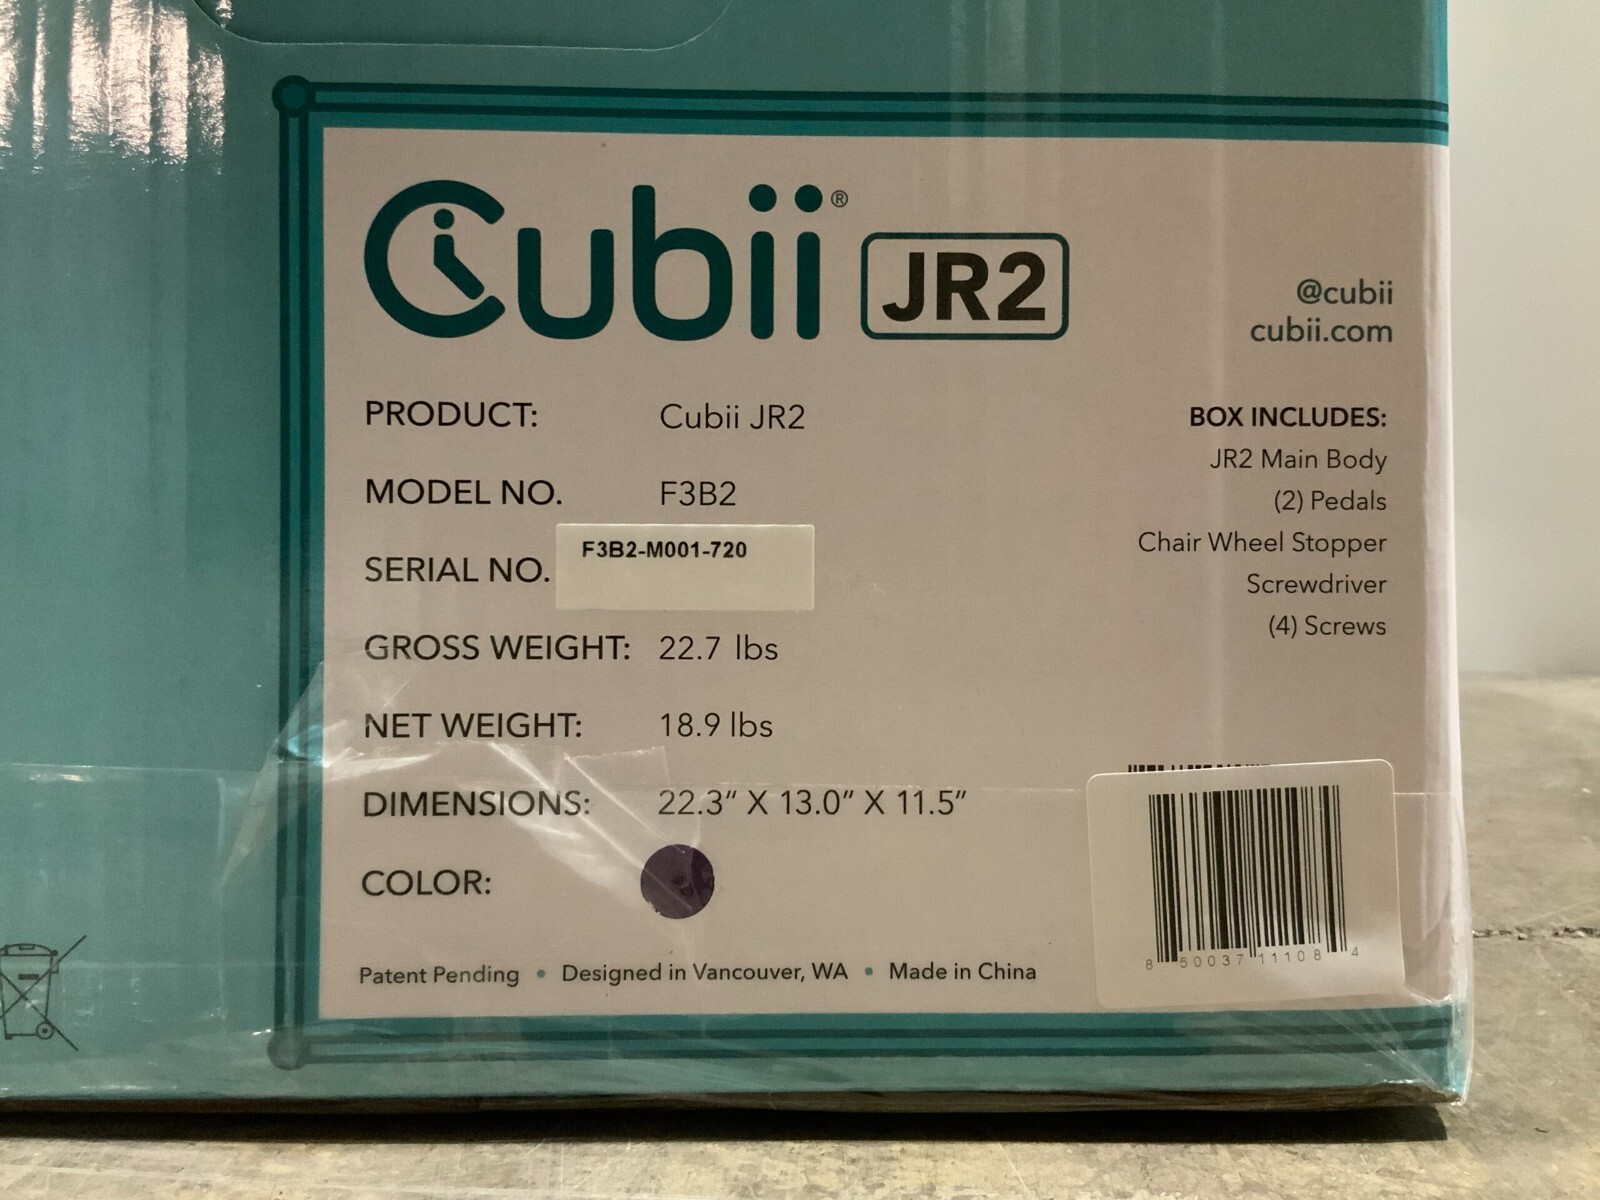 Cubii® JR2
@cubii
cubii.com
PRODUCT: Cubii JR2
MODEL NO. F3B2
SERIAL NO. F3B2-M001-720
GROSS WEIGHT: 22.7 lbs
NET WEIGHT: 18.9 lbs
DIMENSIONS: 22.3” X 13.0” X 11.5”
COLOR:
BOX INCLUDES:
JR2 Main Body
(2) Pedals
Chair Wheel Stopper
Screwdriver
(4) Screws
8 50037 11108 4
Patent Pending • Designed in Vancouver, WA • Made in China